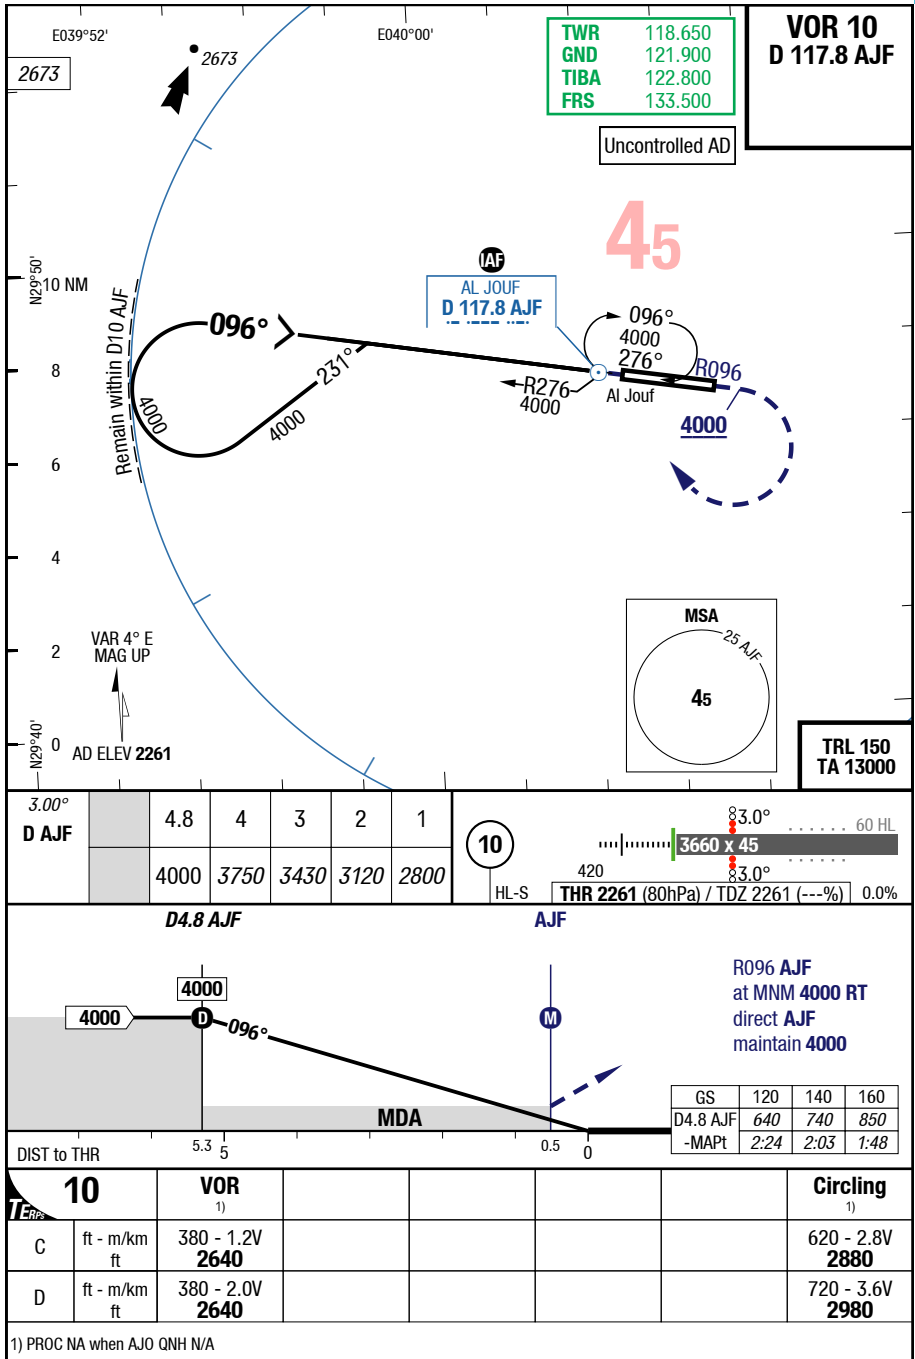 E039°52'
E040°00'
2673
2673
TWR 118.650
GND 121.900
TIBA 122.800
FRS 133.500
VOR 10
D 117.8 AJF
Uncontrolled AD
45
N29°50'
10 NM
IAF
AL JOUF
D 117.8 AJF
Remain within D10 AJF
096°
231°
4000
4000
096°
4000
276°
R096
R276
4000
Al Jouf
4000
8
6
4
2
0
VAR 4° E
MAG UP
AD ELEV 2261
N29°40'
MSA
25 AJF
45
TRL 150
TA 13000
3.00°
D AJF
4.8 4 3 2 1
4000 3750 3430 3120 2800
10
HL-S
420
3.0°
60 HL
3660 x 45
3.0°
THR 2261 (80hPa) / TDZ 2261 (---%) 0.0%
D4.8 AJF
AJF
4000
4000
D
096°
M
R096 AJF
at MNM 4000 RT
direct AJF
maintain 4000
MDA
GS 120 140 160
D4.8 AJF 640 740 850
-MAPt 2:24 2:03 1:48
DIST to THR
5.3 5 0.5 0
TERPs
10 VOR Circling
1) 1)
C ft - m/km 380 - 1.2V 620 - 2.8V
ft 2640 2880
D ft - m/km 380 - 2.0V 720 - 3.6V
ft 2640 2980
1) PROC NA when AJO QNH N/A